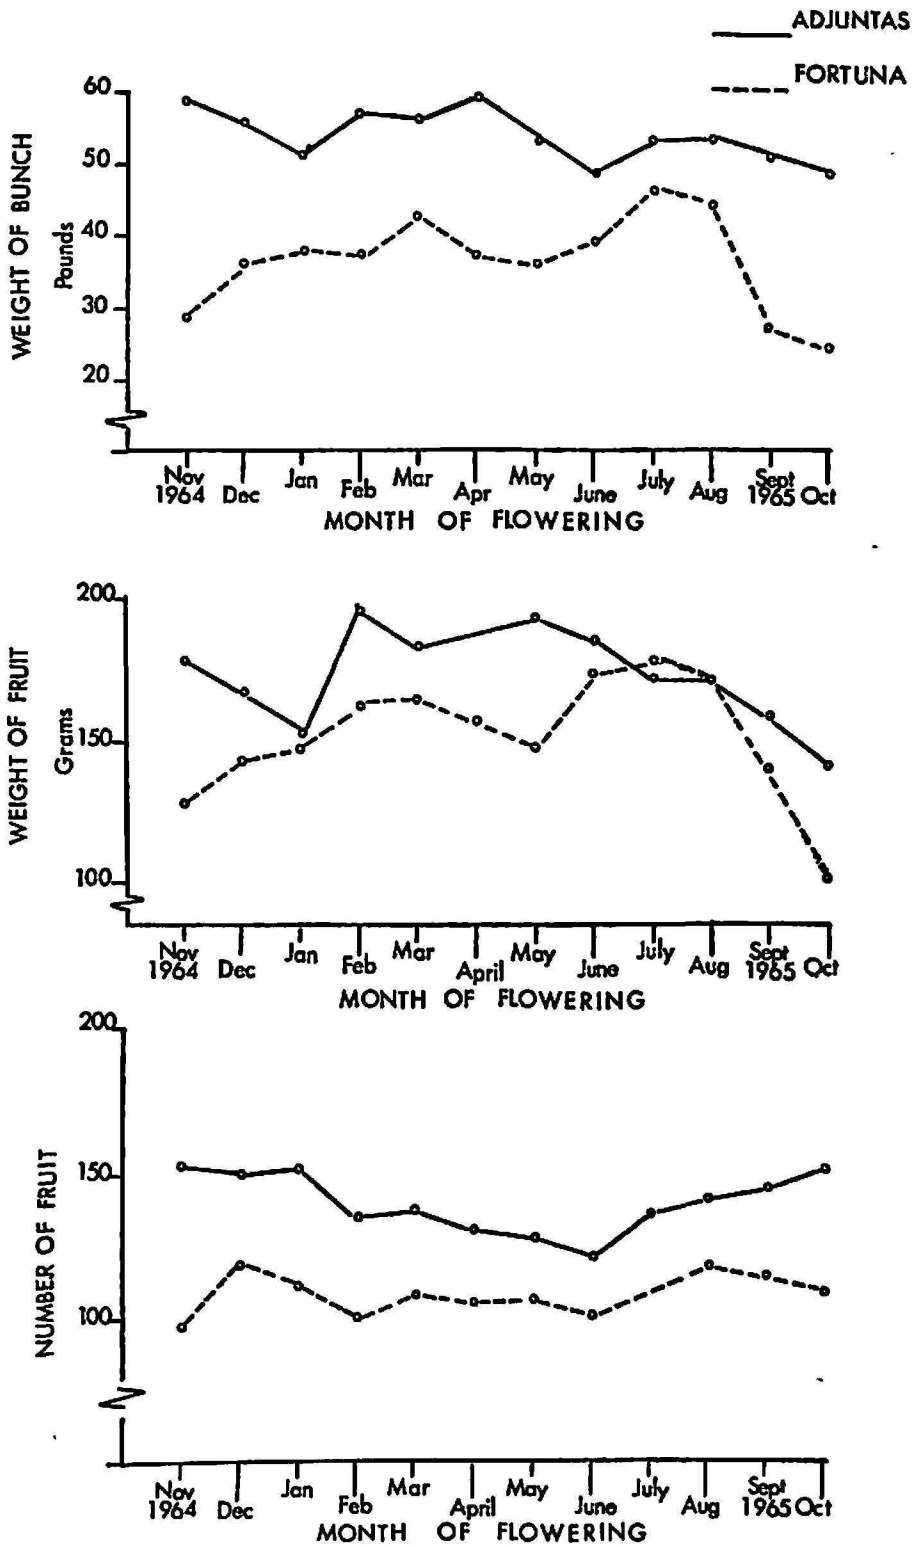 ADJUNTAS
FORTUNA
WEIGHT OF BUNCH
Pounds
60
50
40
30
20
Nov Dec Jan Feb Mar Apr May June July Aug Sept Oct
1964 1965
MONTH OF FLOWERING
WEIGHT OF FRUIT
Grams
200
150
100
Nov Dec Jan Feb Mar April May June July Aug Sept Oct
1964 1965
MONTH OF FLOWERING
NUMBER OF FRUIT
200
150
100
Nov Dec Jan Feb Mar April May June July Aug Sept Oct
1964 1965
MONTH OF FLOWERING